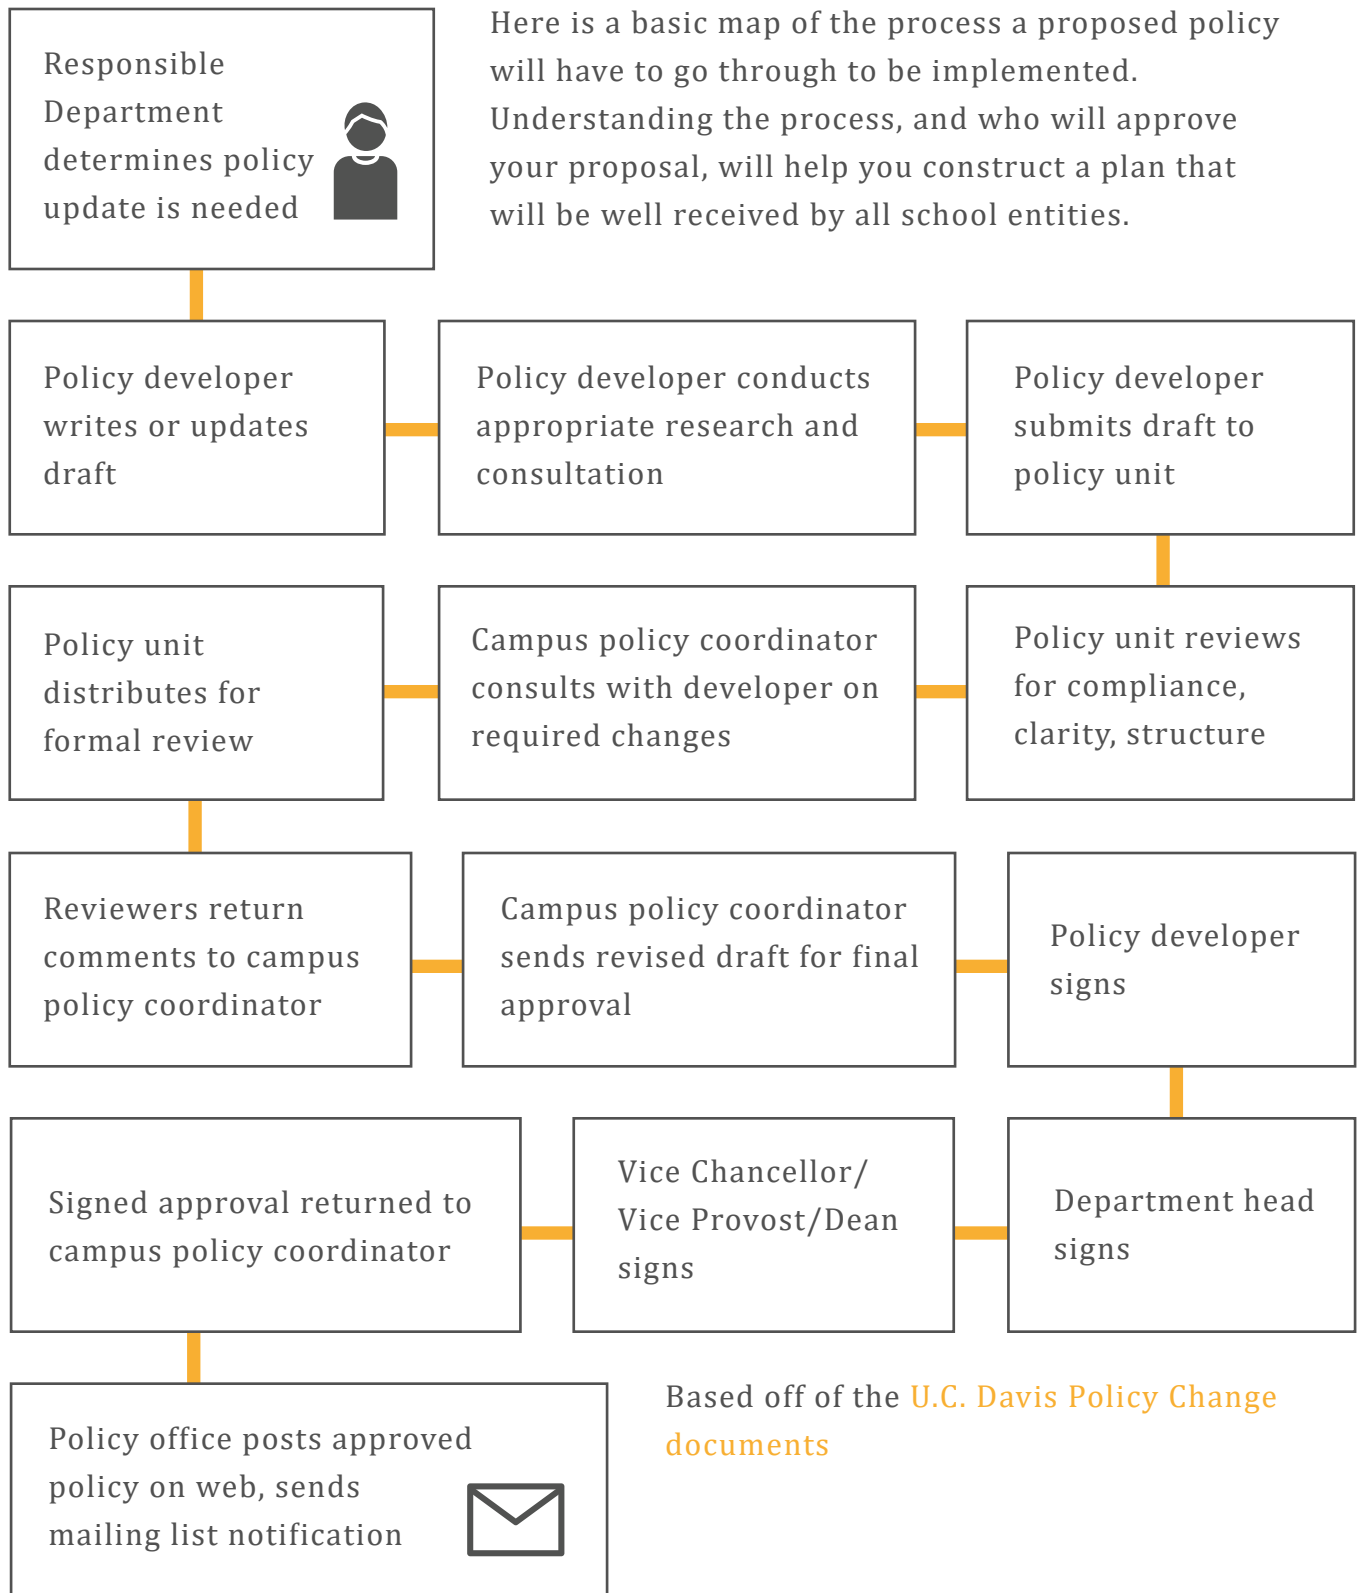 Responsible
Department
determines policy
update is needed
Here is a basic map of the process a proposed policy
will have to go through to be implemented.
Understanding the process, and who will approve
your proposal, will help you construct a plan that
will be well received by all school entities.
Policy developer
writes or updates
draft
Policy developer conducts
appropriate research and
consultation
Policy developer
submits draft to
policy unit
Policy unit
distributes for
formal review
Campus policy coordinator
consults with developer on
required changes
Policy unit reviews
for compliance,
clarity, structure
Reviewers return
comments to campus
policy coordinator
Campus policy coordinator
sends revised draft for final
approval
Policy developer
signs
Signed approval returned to
campus policy coordinator
Vice Chancellor/
Vice Provost/Dean
signs
Department head
signs
Policy office posts approved
policy on web, sends
mailing list notification
Based off of the U.C. Davis Policy Change
documents